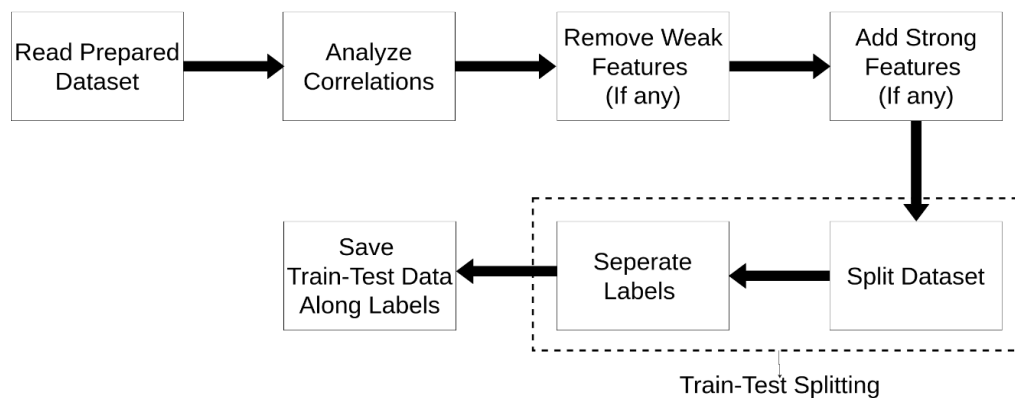 Read Prepared
Dataset
Analyze
Correlations
Remove Weak
Features
(If any)
Add Strong
Features
(If any)
Split Dataset
Seperate
Labels
Save
Train-Test Data
Along Labels
Train-Test Splitting